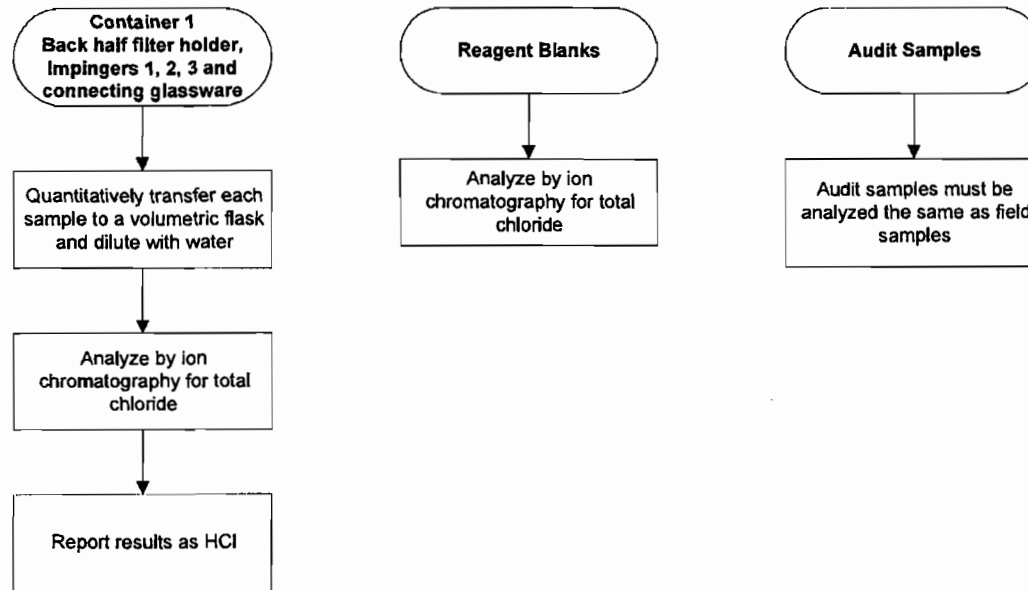 Container 1
Back half filter holder,
Impingers 1, 2, 3 and
connecting glassware
Quantitatively transfer each
sample to a volumetric flask
and dilute with water
Analyze by ion
chromatography for total
chloride
Report results as HCl
Reagent Blanks
Analyze by ion
chromatography for total
chloride
Audit Samples
Audit samples must be
analyzed the same as field
samples